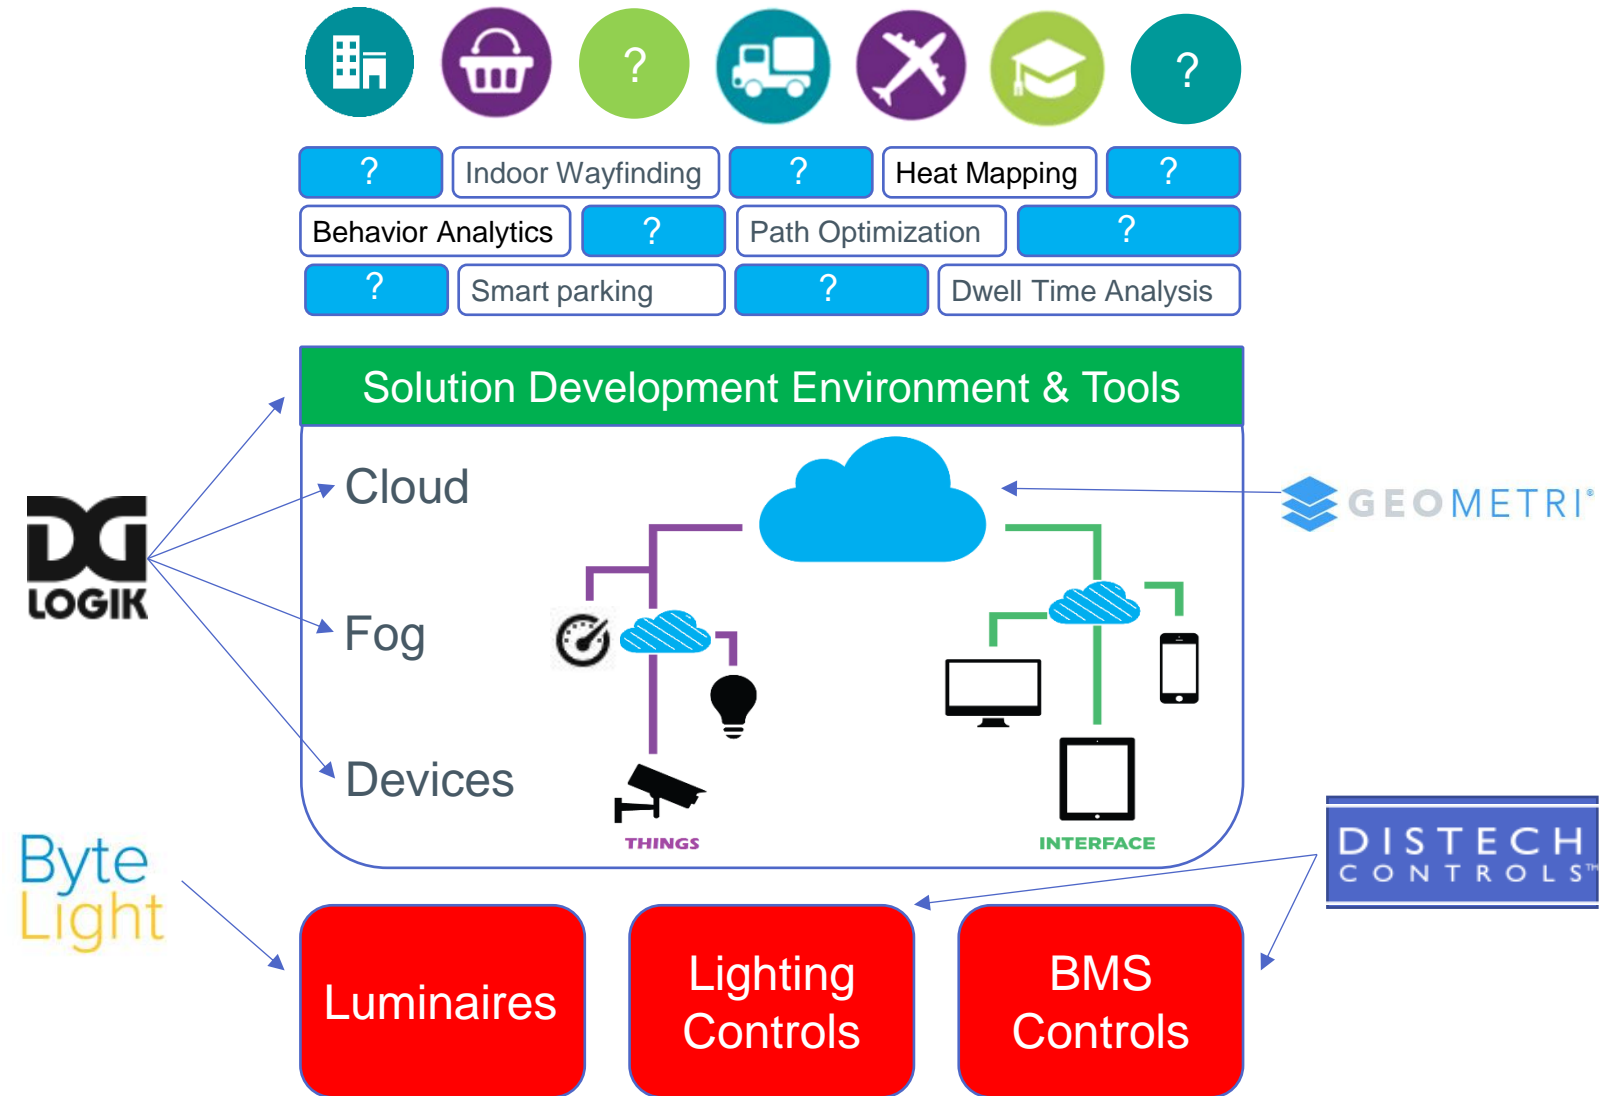 ?
?
?
Indoor Wayfinding
?
Heat Mapping
?
Behavior Analytics
?
Path Optimization
?
?
Smart parking
?
Dwell Time Analysis
Solution Development Environment & Tools
Cloud
Fog
Devices
THINGS
INTERFACE
DG
LOGIK
GEOMETRI®
Byte
Light
DISTECH
CONTROLS™
Luminaires
Lighting
Controls
BMS
Controls